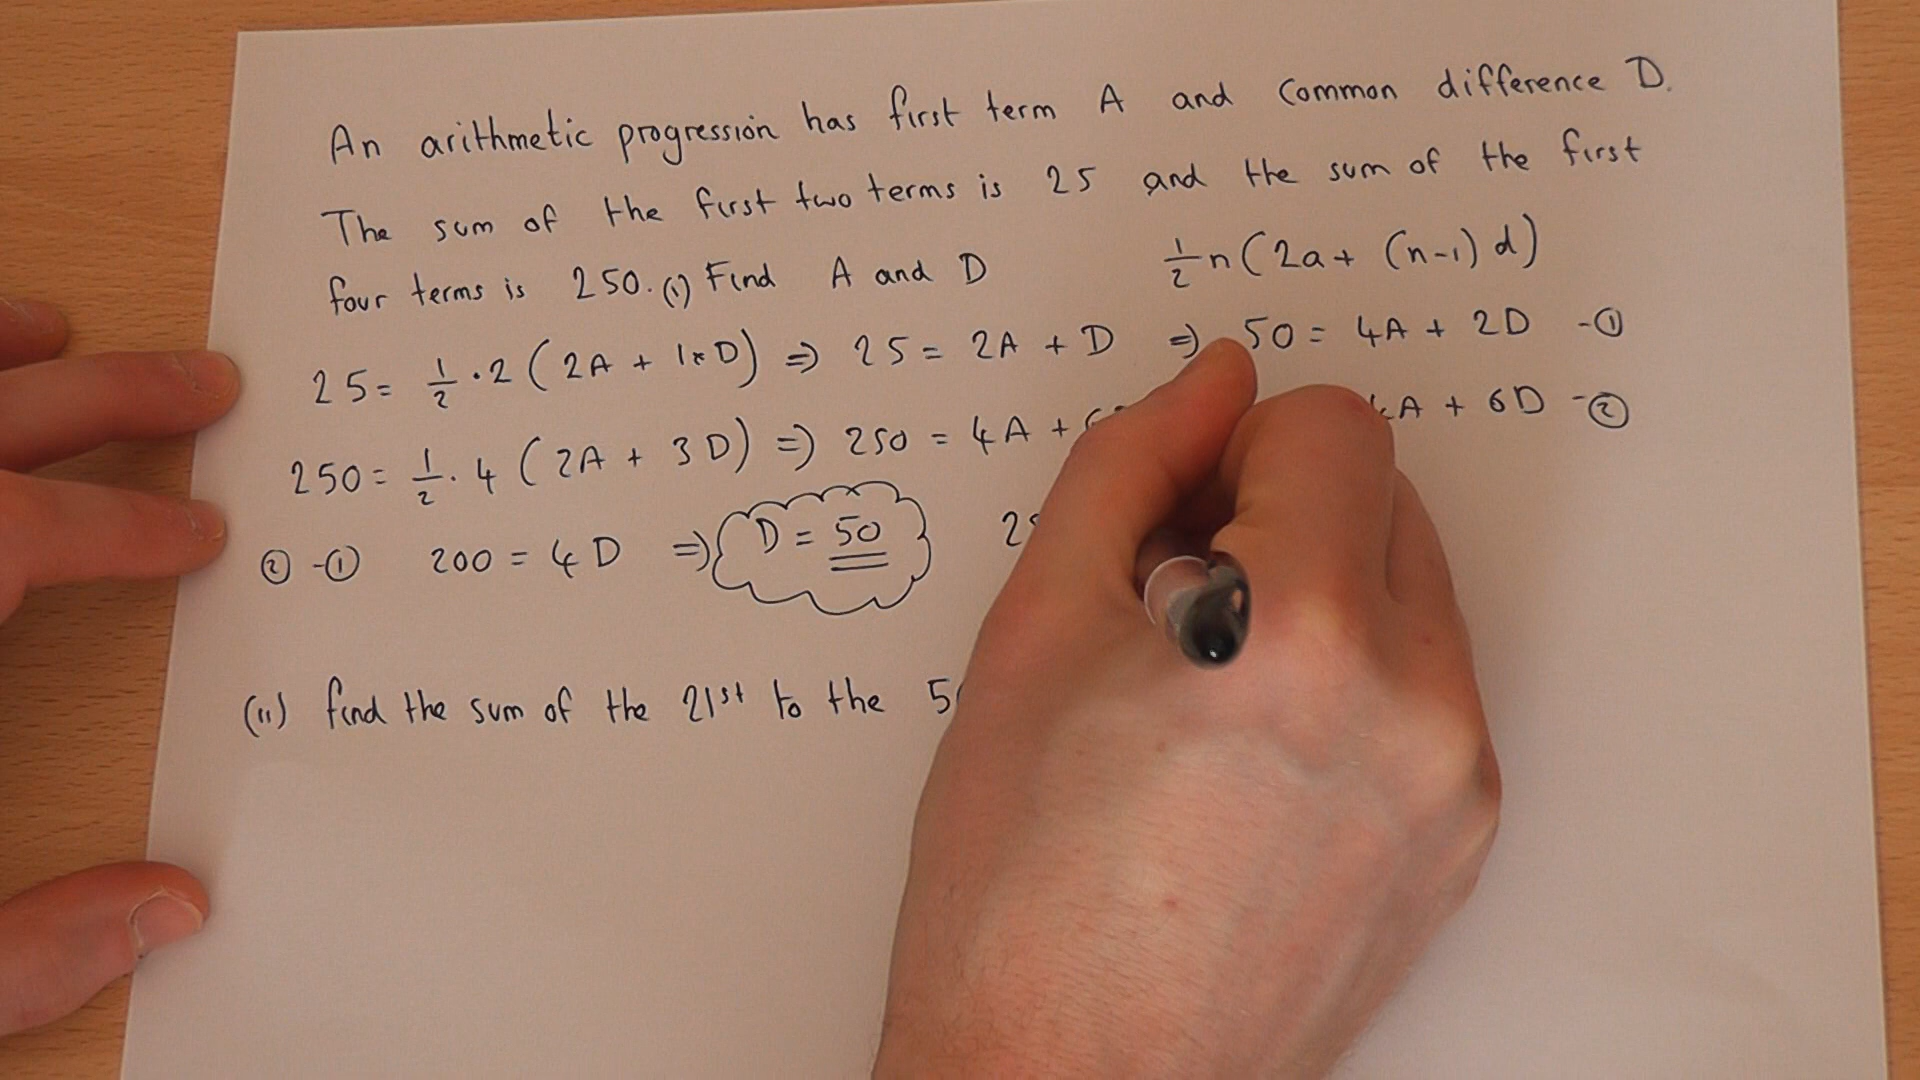 An arithmetic progression has first term A and common difference D.
The sum of the first two terms is 25 and the sum of the first
four terms is 250. (i) Find A and D
½n(2a + (n-1)d)
25 = ½·2(2A + 1×D) ⇒ 25 = 2A + D ⇒ 50 = 4A + 2D -①
250 = ½·4(2A + 3D) ⇒ 250 = 4A + 4A + 6D -②
② -① 200 = 4D ⇒ D = 50
(ii) find the sum of the 21st to the